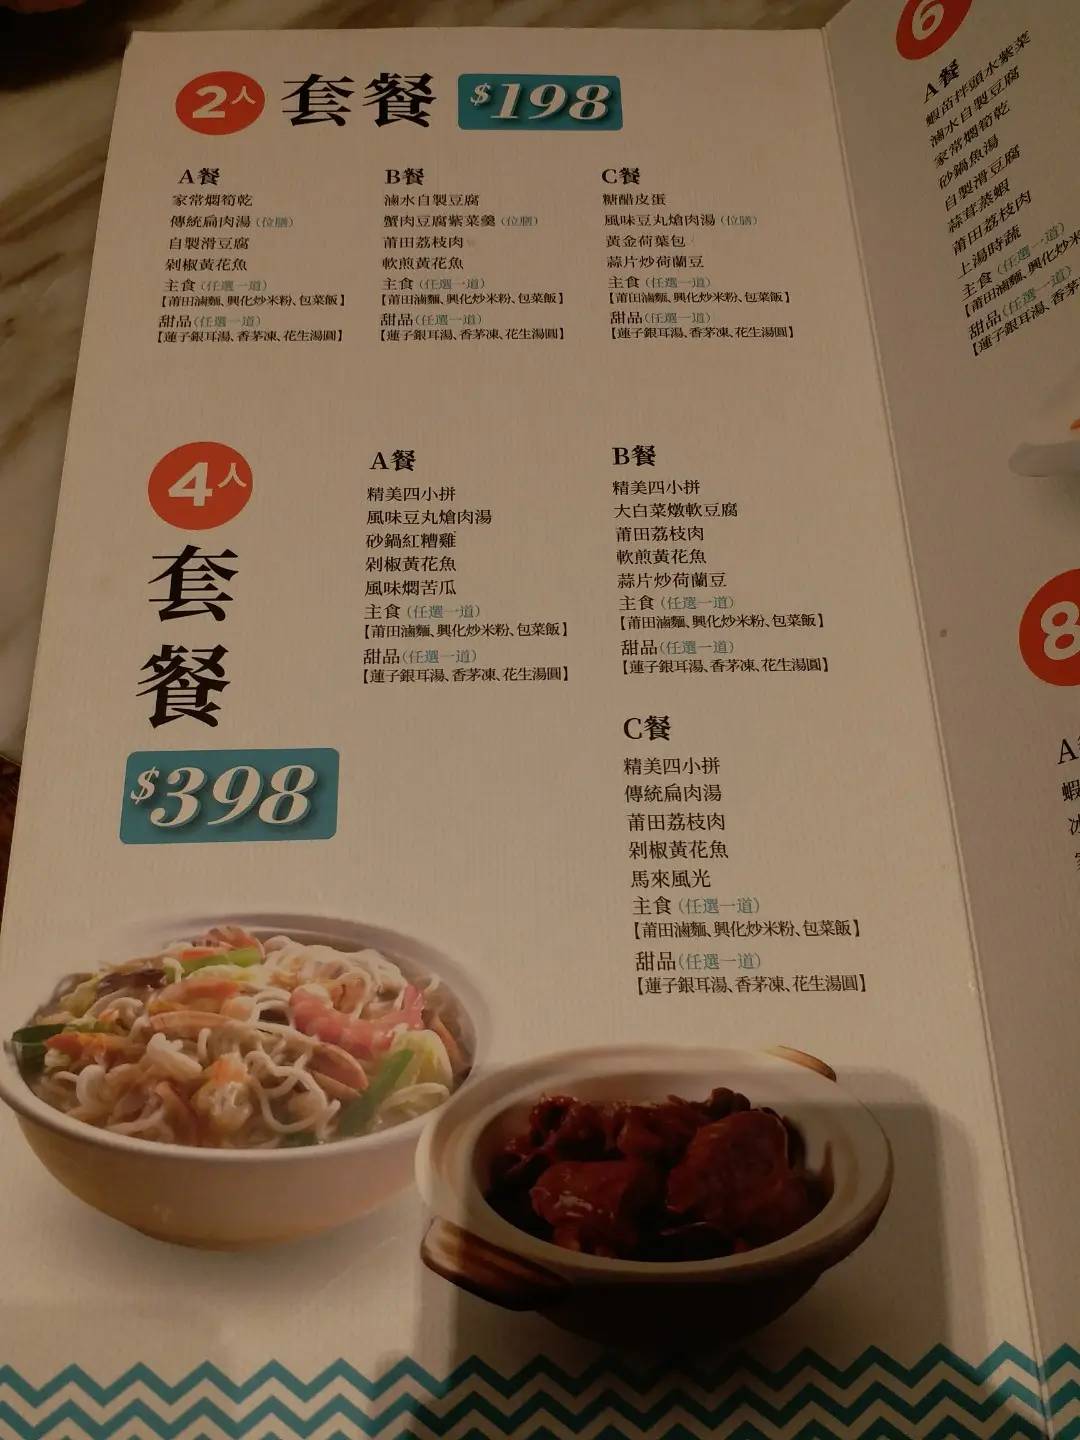 2人 套餐 $198
A餐
家常燜筍乾
傳統扁肉湯(位膳)
自製滑豆腐
剁椒黃花魚
主食(任選一道)
【莆田滷麵、興化炒米粉、包菜飯】
甜品(任選一道)
【蓮子銀耳湯、香茅凍、花生湯圓】
B餐
滷水自製豆腐
蟹肉豆腐紫菜羹(位膳)
莆田荔枝肉
軟煎黃花魚
主食(任選一道)
【莆田滷麵、興化炒米粉、包菜飯】
甜品(任選一道)
【蓮子銀耳湯、香茅凍、花生湯圓】
C餐
糖醋皮蛋
風味豆丸熗肉湯(位膳)
黃金荷葉包
蒜片炒荷蘭豆
主食(任選一道)
【莆田滷麵、興化炒米粉、包菜飯】
甜品(任選一道)
【蓮子銀耳湯、香茅凍、花生湯圓】
4人
套
餐
$398
A餐
精美四小拼
風味豆丸熗肉湯
砂鍋紅糟雞
剁椒黃花魚
風味燜苦瓜
主食(任選一道)
【莆田滷麵、興化炒米粉、包菜飯】
甜品(任選一道)
【蓮子銀耳湯、香茅凍、花生湯圓】
B餐
精美四小拼
大白菜燉軟豆腐
莆田荔枝肉
軟煎黃花魚
蒜片炒荷蘭豆
主食(任選一道)
【莆田滷麵、興化炒米粉、包菜飯】
甜品(任選一道)
【蓮子銀耳湯、香茅凍、花生湯圓】
C餐
精美四小拼
傳統扁肉湯
莆田荔枝肉
剁椒黃花魚
馬來風光
主食(任選一道)
【莆田滷麵、興化炒米粉、包菜飯】
甜品(任選一道)
【蓮子銀耳湯、香茅凍、花生湯圓】
6
A餐
蝦苗拌頭水紫菜
滷水自製豆腐
家常燜筍乾
砂鍋魚湯
自製滑豆腐
蒜茸蒸蝦
莆田荔枝肉
上湯時蔬
主食(任選一道)
【莆田滷麵、興化炒米
甜品(任選一道)
【蓮子銀耳湯、香茅
8
A餐
蝦